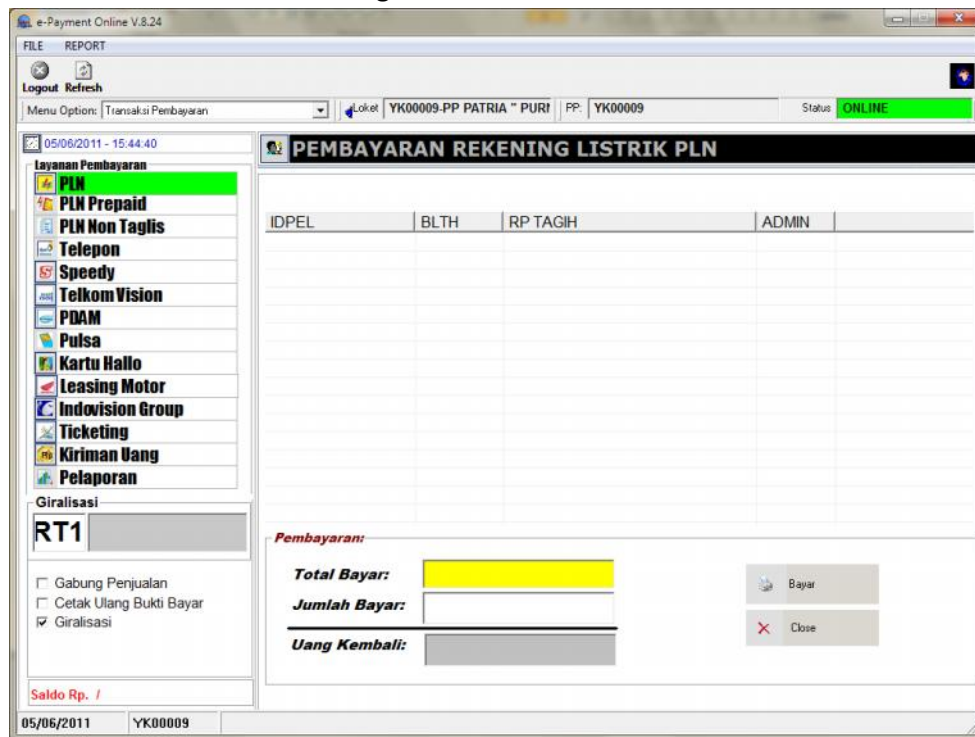 e-Payment Online V.8.24
FILE REPORT
Logout Refresh
Menu Option: Transaksi Pembayaran Loket YK00009-PP PATRIA " PURI PP: YK00009 Status ONLINE
05/06/2011 - 15:44:40
PEMBAYARAN REKENING LISTRIK PLN
Layanan Pembayaran
PLN
PLN Prepaid
PLN Non Taglis
Telepon
Speedy
Telkom Vision
PDAM
Pulsa
Kartu Hallo
Leasing Motor
Indovision Group
Ticketing
Kiriman Uang
Pelaporan
IDPEL BLTH RP TAGIH ADMIN
Giralisasi
RT1
Gabung Penjualan
Cetak Ulang Bukti Bayar
Giralisasi
Pembayaran:
Total Bayar:
Jumlah Bayar:
Uang Kembali:
Bayar
Close
Saldo Rp. /
05/06/2011 YK00009